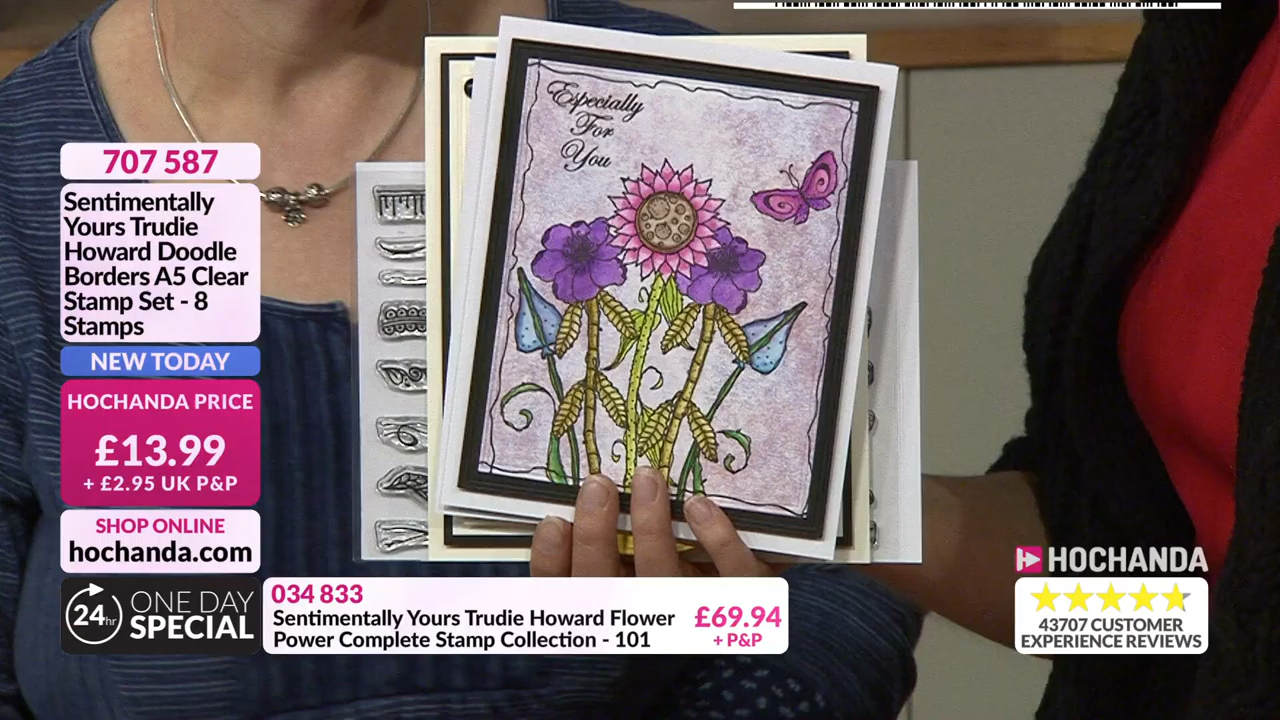 Especially
For
You
707 587
Sentimentally
Yours Trudie
Howard Doodle
Borders A5 Clear
Stamp Set - 8
Stamps
NEW TODAY
HOCHANDA PRICE
£13.99
+ £2.95 UK P&P
SHOP ONLINE
hochanda.com
24hr
ONE DAY
SPECIAL
034 833
Sentimentally Yours Trudie Howard Flower
Power Complete Stamp Collection - 101
£69.94
+ P&P
HOCHANDA
43707 CUSTOMER
EXPERIENCE REVIEWS